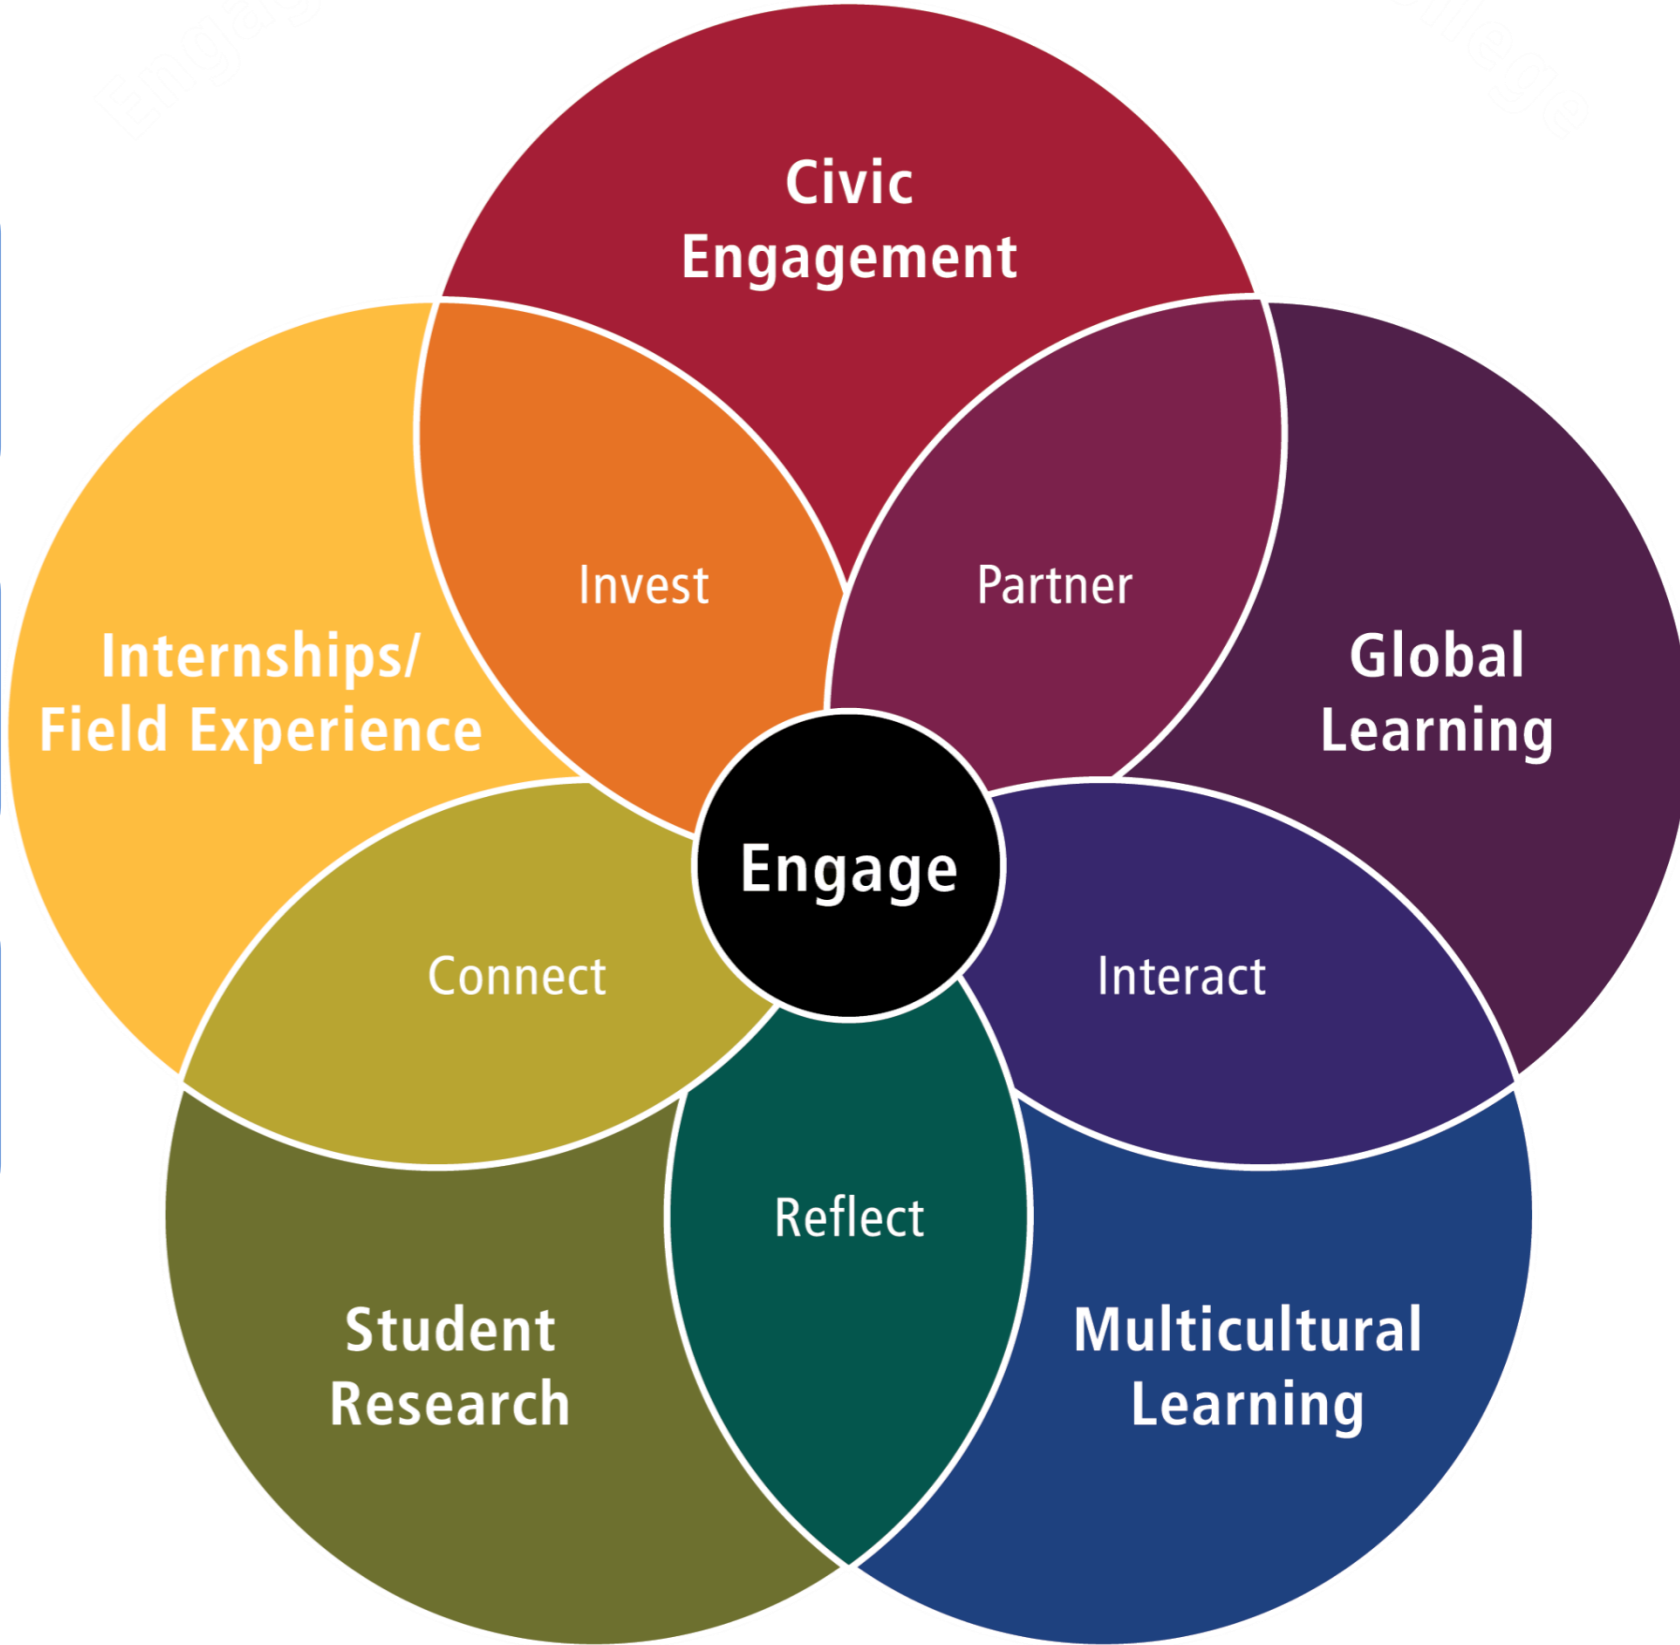 Civic
Engagement
Invest
Partner
Internships/
Field Experience
Global
Learning
Engage
Connect
Interact
Reflect
Student
Research
Multicultural
Learning